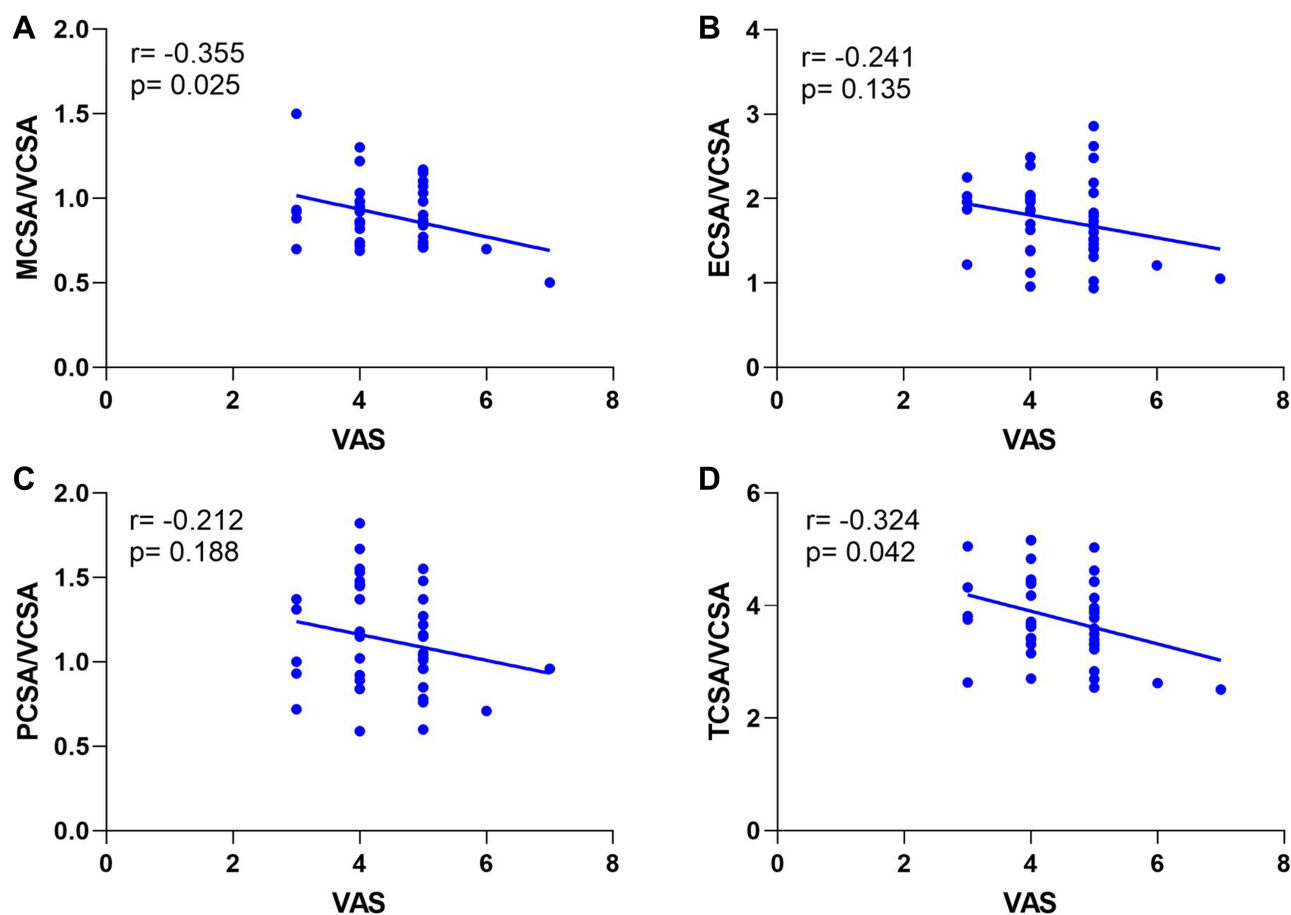 A
r= -0.355
p= 0.025
MCSA/VCSA
2.0
1.5
1.0
0.5
0.0
0 2 4 6 8
VAS
B
r= -0.241
p= 0.135
ECSA/VCSA
4
3
2
1
0
0 2 4 6 8
VAS
C
r= -0.212
p= 0.188
PCSA/VCSA
2.0
1.5
1.0
0.5
0.0
0 2 4 6 8
VAS
D
r= -0.324
p= 0.042
TCSA/VCSA
6
4
2
0
0 2 4 6 8
VAS